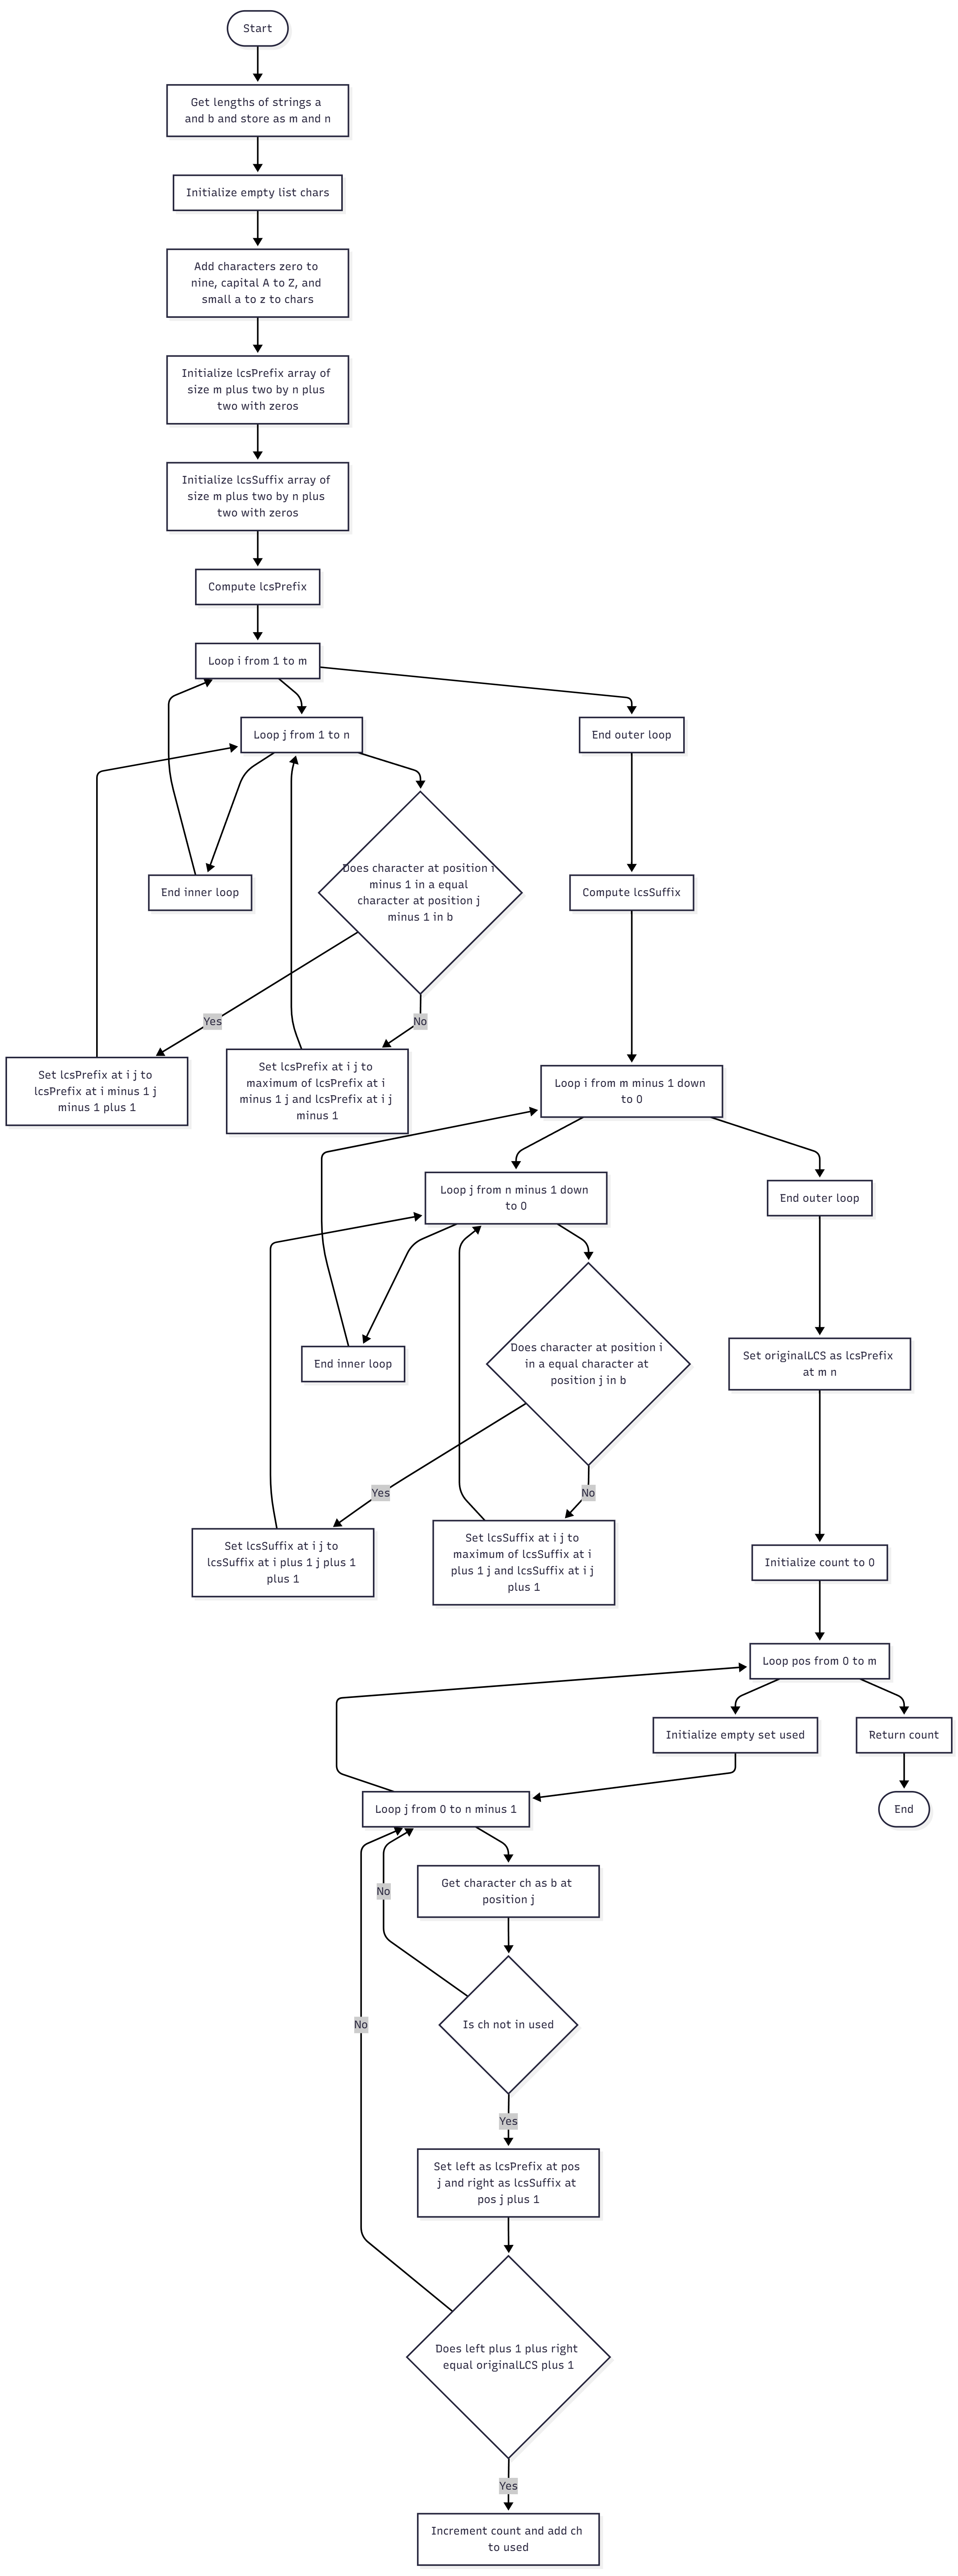 Start
Get lengths of strings a
and b and store as m and n
Initialize empty list chars
Add characters zero to
nine, capital A to Z, and
small a to z to chars
Initialize lcsPrefix array of
size m plus two by n plus
two with zeros
Initialize lcsSuffix array of
size m plus two by n plus
two with zeros
Compute lcsPrefix
Loop i from 1 to m
Loop j from 1 to n
End outer loop
Does character at position i
minus 1 in a equal
character at position j
minus 1 in b
End inner loop
Compute lcsSuffix
Yes
No
Set lcsPrefix at i j to
lcsPrefix at i minus 1 j
minus 1 plus 1
Set lcsPrefix at i j to
maximum of lcsPrefix at i
minus 1 j and lcsPrefix at i j
minus 1
Loop i from m minus 1 down
to 0
Loop j from n minus 1 down
to 0
End outer loop
Does character at position i
in a equal character at
position j in b
End inner loop
Set originalLCS as lcsPrefix
at m n
Yes
No
Set lcsSuffix at i j to
lcsSuffix at i plus 1 j plus 1
plus 1
Set lcsSuffix at i j to
maximum of lcsSuffix at i
plus 1 j and lcsSuffix at i j
plus 1
Initialize count to 0
Loop pos from 0 to m
Initialize empty set used
Return count
Loop j from 0 to n minus 1
End
Get character ch as b at
position j
No
Is ch not in used
No
Yes
Set left as lcsPrefix at pos
j and right as lcsSuffix at
pos j plus 1
Does left plus 1 plus right
equal originalLCS plus 1
Yes
Increment count and add ch
to used